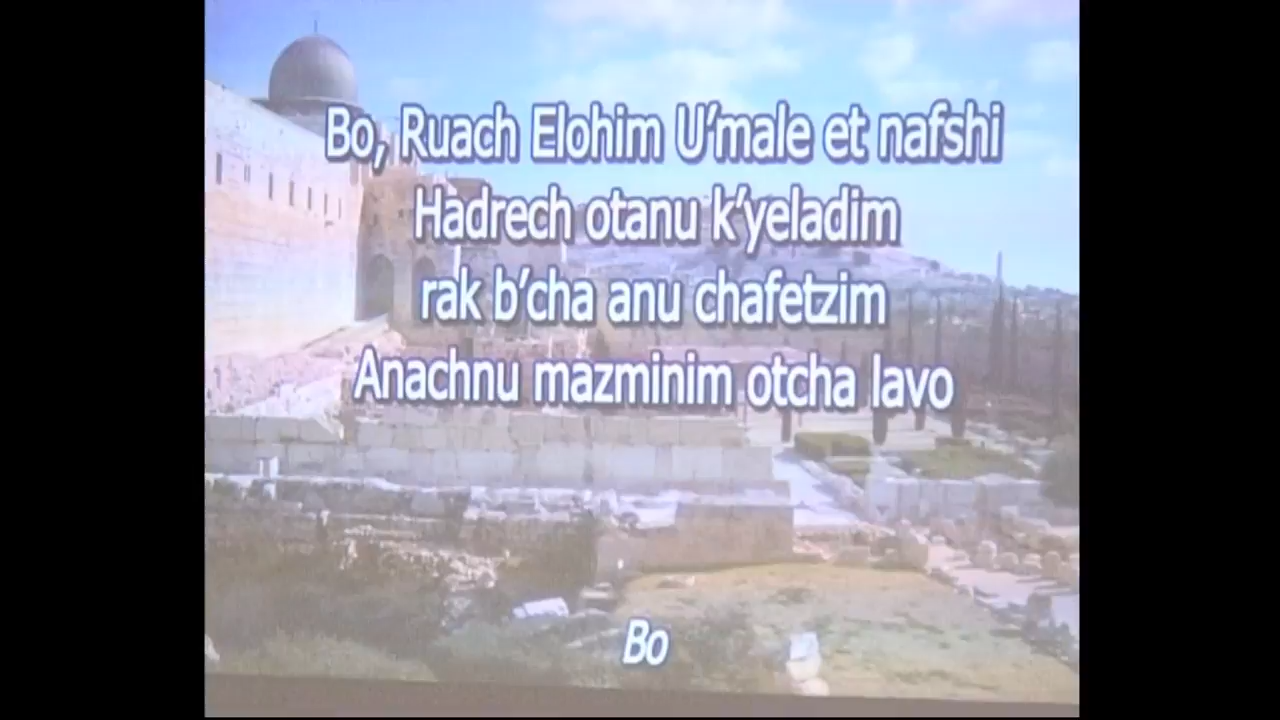 Bo, Ruach Elohim U'male et nafshi
Hadrech otanu k'yeladim
rak b'cha anu chafetzim
Anachnu mazminim otcha lavo
Bo